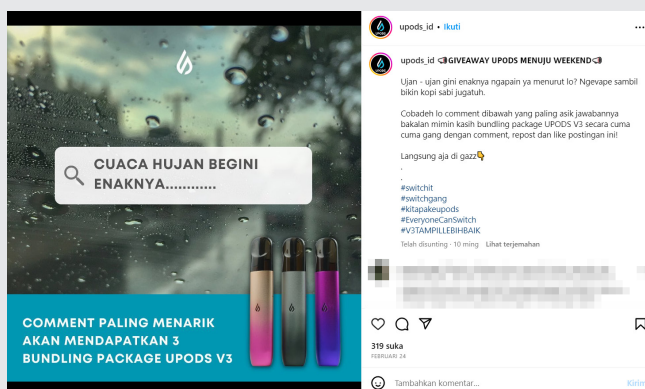 CUACA HUJAN BEGINI
ENAKNYA............
COMMENT PALING MENARIK
AKAN MENDAPATKAN 3
BUNDLING PACKAGE UPODS V3
upods_id • Ikuti
upods_id 📢GIVEAWAY UPODS MENUJU WEEKEND📢
Ujan - ujan gini enaknya ngapain ya menurut lo? Ngevape sambil
bikin kopi sabi jugatuh.
Cobadeh lo comment dibawah yang paling asik jawabannya
bakalan mimin kasih bundling package UPODS V3 secara cuma
cuma gang dengan comment, repost dan like postingan ini!
Langsung aja di gazz👇
.
.
#switchit
#switchgang
#kitapakeupods
#EveryoneCanSwitch
#V3TAMPILLEBIHBAIK
Telah disunting · 10 ming Lihat terjemahan
319 suka
FEBRUARI 24
Tambahkan komentar...
Kirim